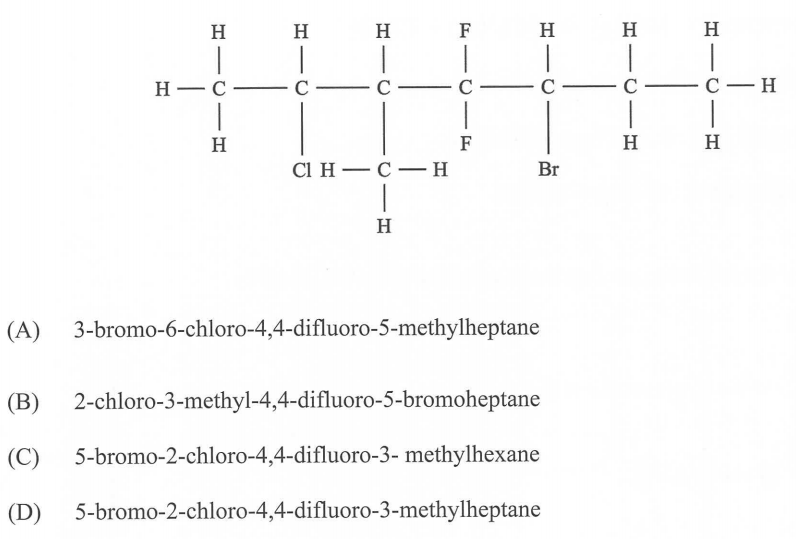 H H H F H H H
H — C — C — C — C — C — C — C — H
H F H H
Cl H — C — H Br
H
(A) 3-bromo-6-chloro-4,4-difluoro-5-methylheptane
(B) 2-chloro-3-methyl-4,4-difluoro-5-bromoheptane
(C) 5-bromo-2-chloro-4,4-difluoro-3- methylhexane
(D) 5-bromo-2-chloro-4,4-difluoro-3-methylheptane